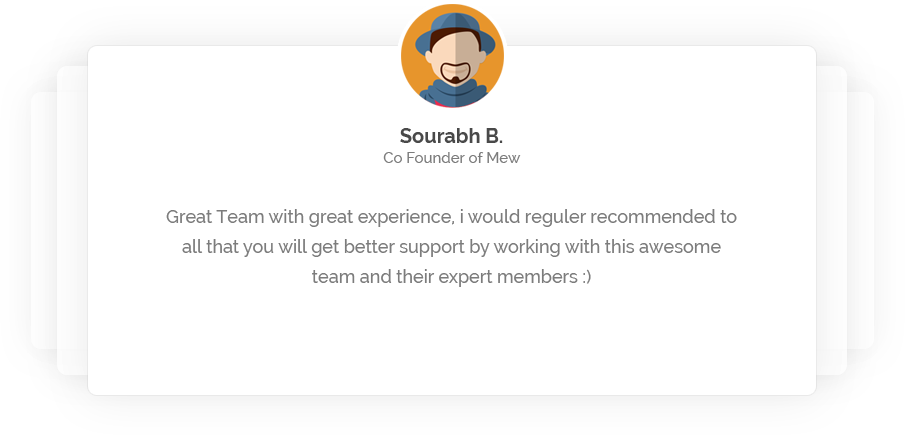 Sourabh B.
Co Founder of Mew
Great Team with great experience, i would reguler recommended to
all that you will get better support by working with this awesome
team and their expert members :)